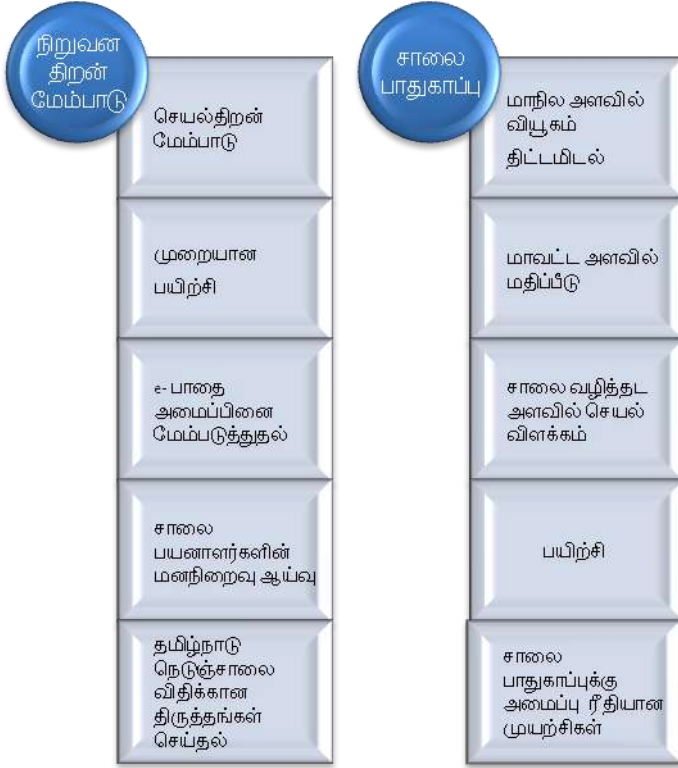 நிறுவன
திறன்
மேம்பாடு
செயல்திறன்
மேம்பாடு
முறையான
பயிற்சி
e- பாதை
அமைப்பினை
மேம்படுத்துதல்
சாலை
பயனாளர்களின்
மனநிறைவு ஆய்வு
தமிழ்நாடு
நெடுஞ்சாலை
விதிக்கான
திருத்தங்கள்
செய்தல்
சாலை
பாதுகாப்பு
மாநில அளவில்
வியூகம்
திட்டமிடல்
மாவட்ட அளவில்
மதிப்பீடு
சாலை வழித்தட
அளவில் செயல்
விளக்கம்
பயிற்சி
சாலை
பாதுகாப்புக்கு
அமைப்பு ரீதியான
முயற்சிகள்